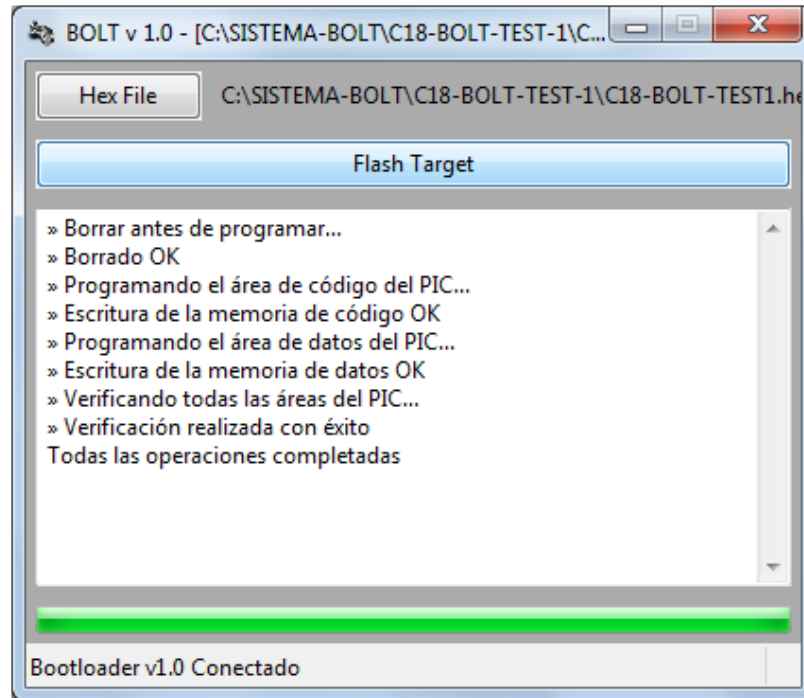 BOLT v 1.0 - [C:\SISTEMA-BOLT\C18-BOLT-TEST-1\C...
Hex File C:\SISTEMA-BOLT\C18-BOLT-TEST-1\C18-BOLT-TEST1.he
Flash Target
» Borrar antes de programar...
» Borrado OK
» Programando el área de código del PIC...
» Escritura de la memoria de código OK
» Programando el área de datos del PIC...
» Escritura de la memoria de datos OK
» Verificando todas las áreas del PIC...
» Verificación realizada con éxito
Todas las operaciones completadas
Bootloader v1.0 Conectado